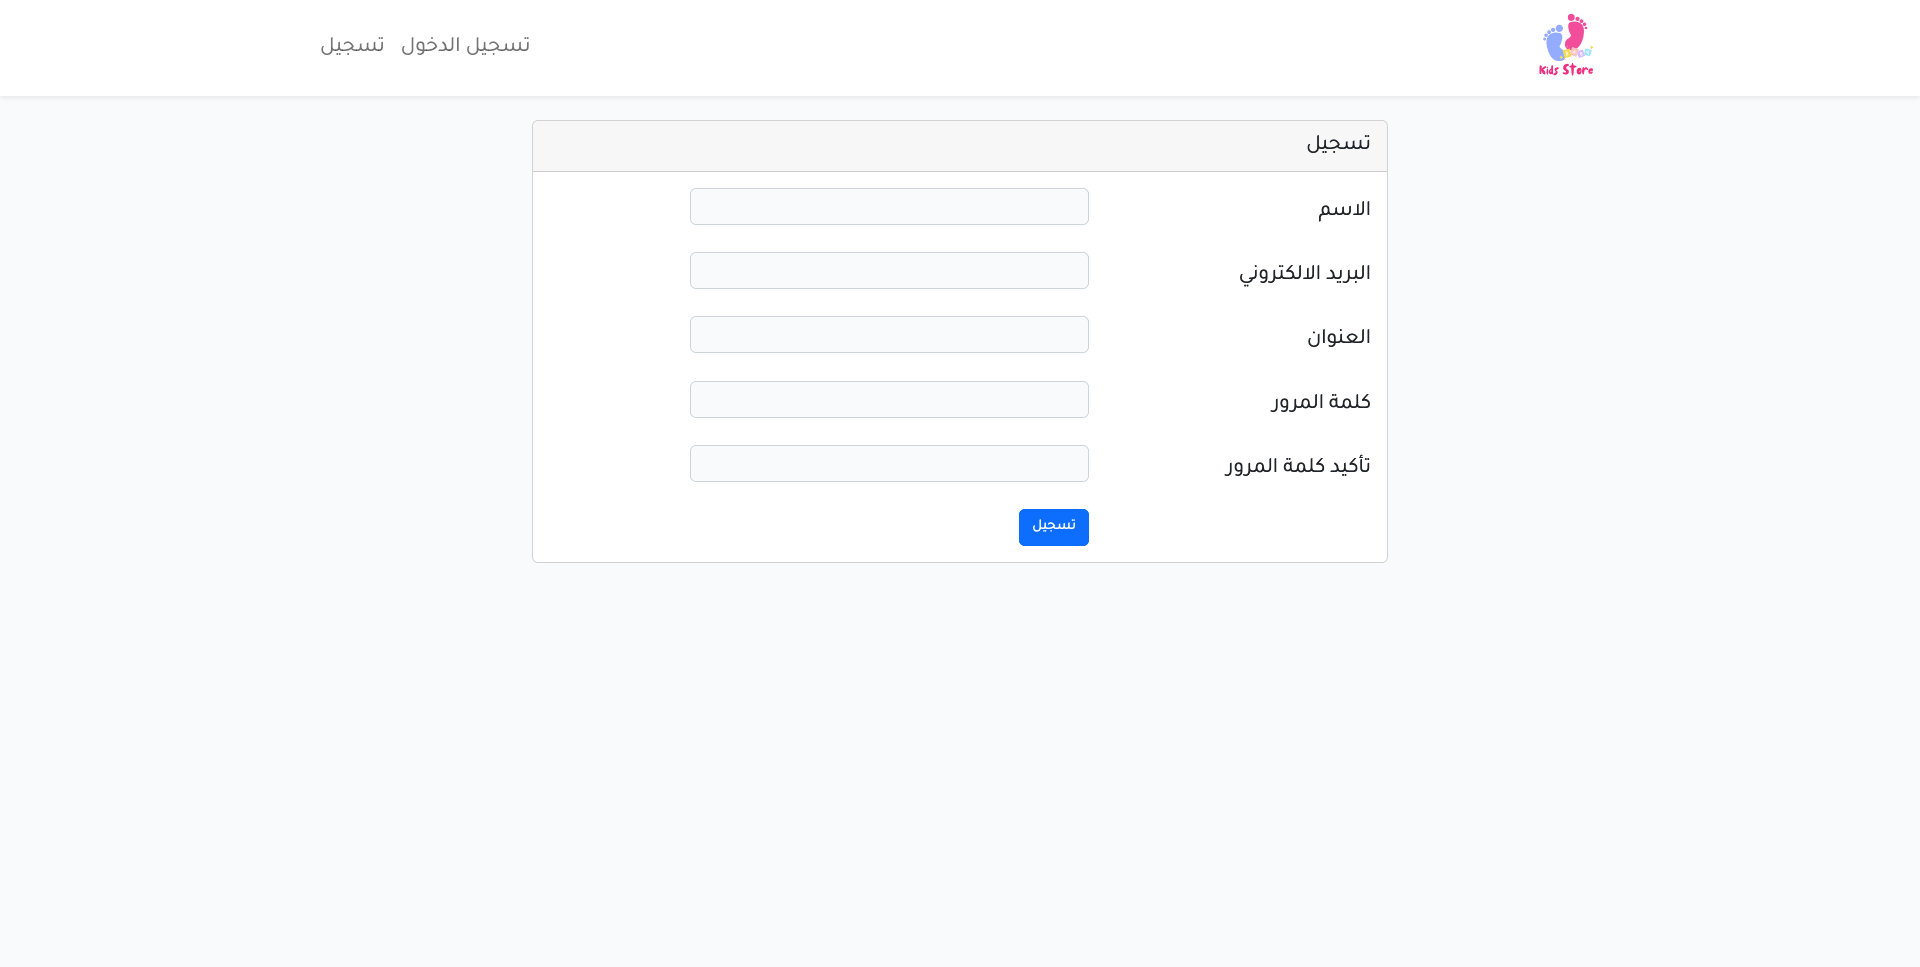 Kids Store
تسجيل الدخول تسجيل
تسجيل
الاسم
البريد الالكتروني
العنوان
كلمة المرور
تأكيد كلمة المرور
تسجيل